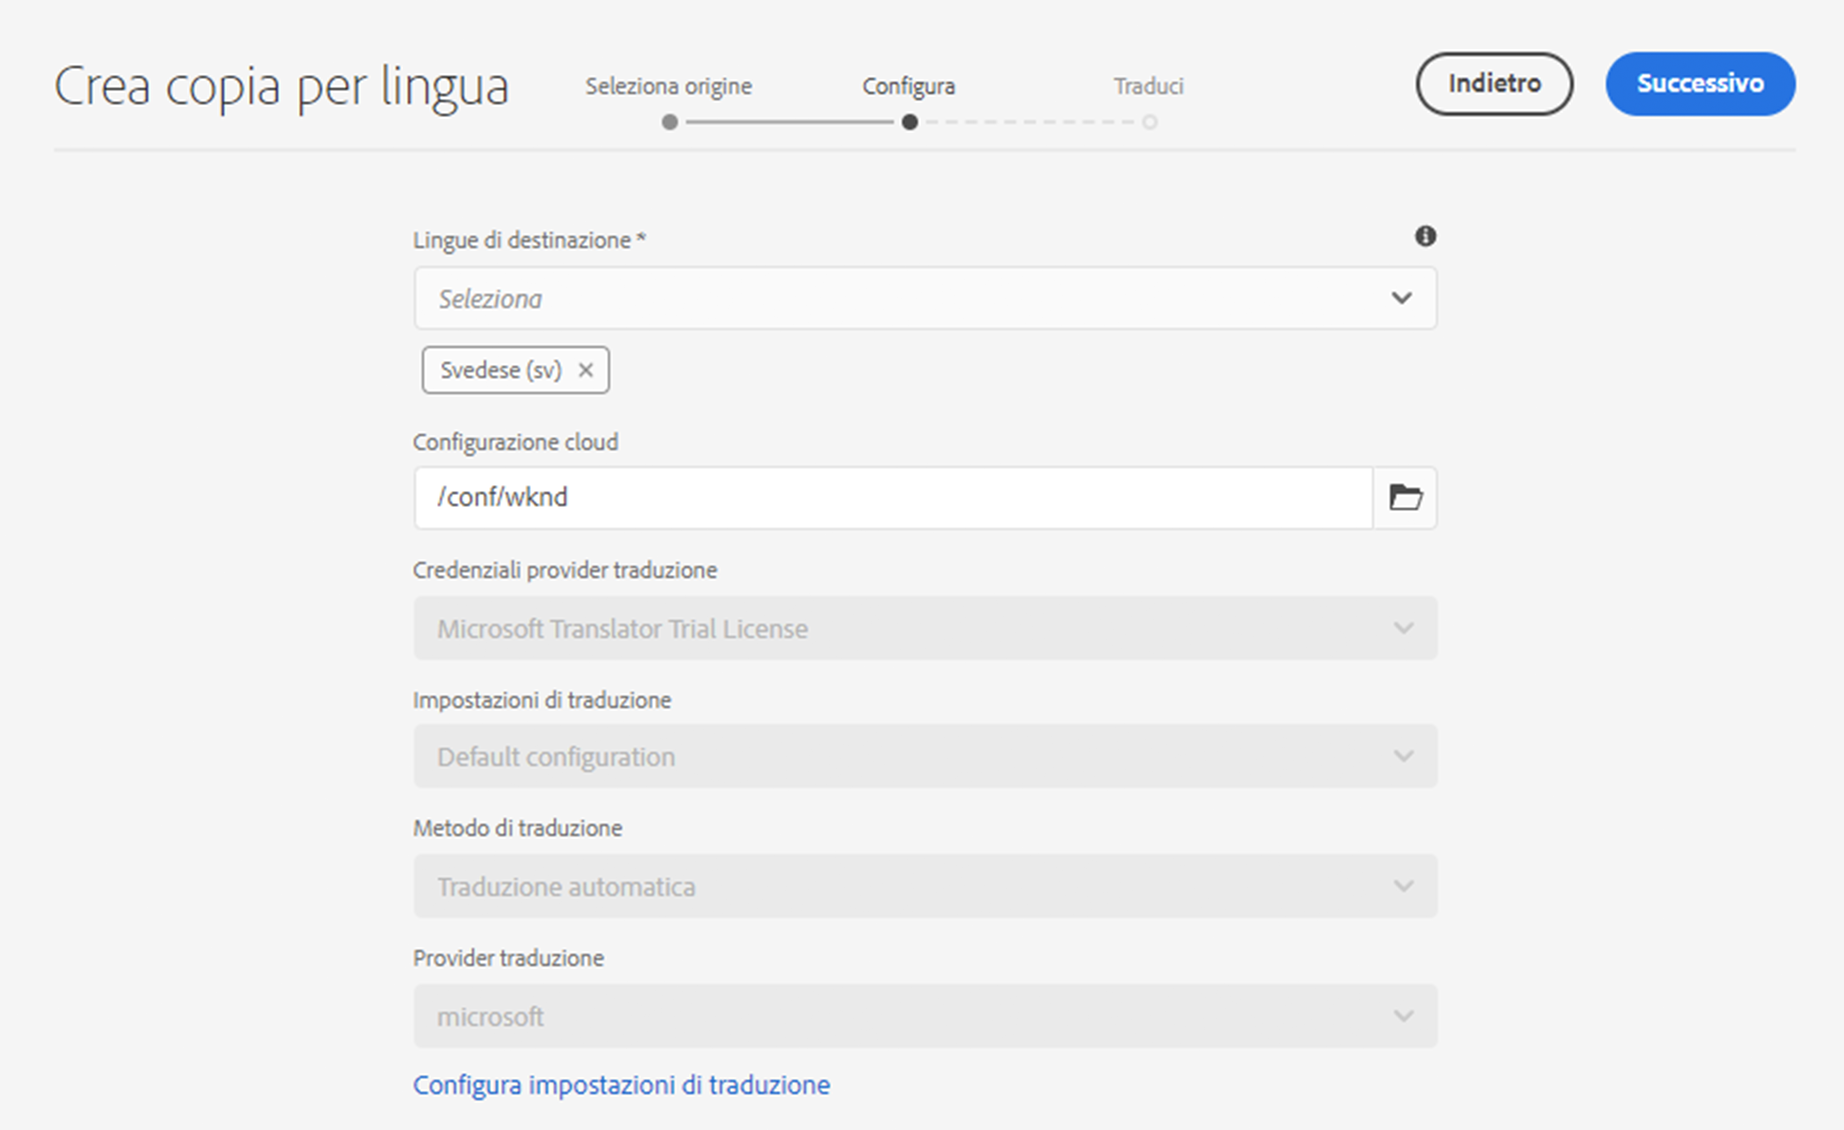 Crea copia per lingua
Seleziona origine
Configura
Traduci
Indietro
Successivo
Lingue di destinazione *
Seleziona
Svedese (sv)
Configurazione cloud
/conf/wknd
Credenziali provider traduzione
Microsoft Translator Trial License
Impostazioni di traduzione
Default configuration
Metodo di traduzione
Traduzione automatica
Provider traduzione
microsoft
Configura impostazioni di traduzione